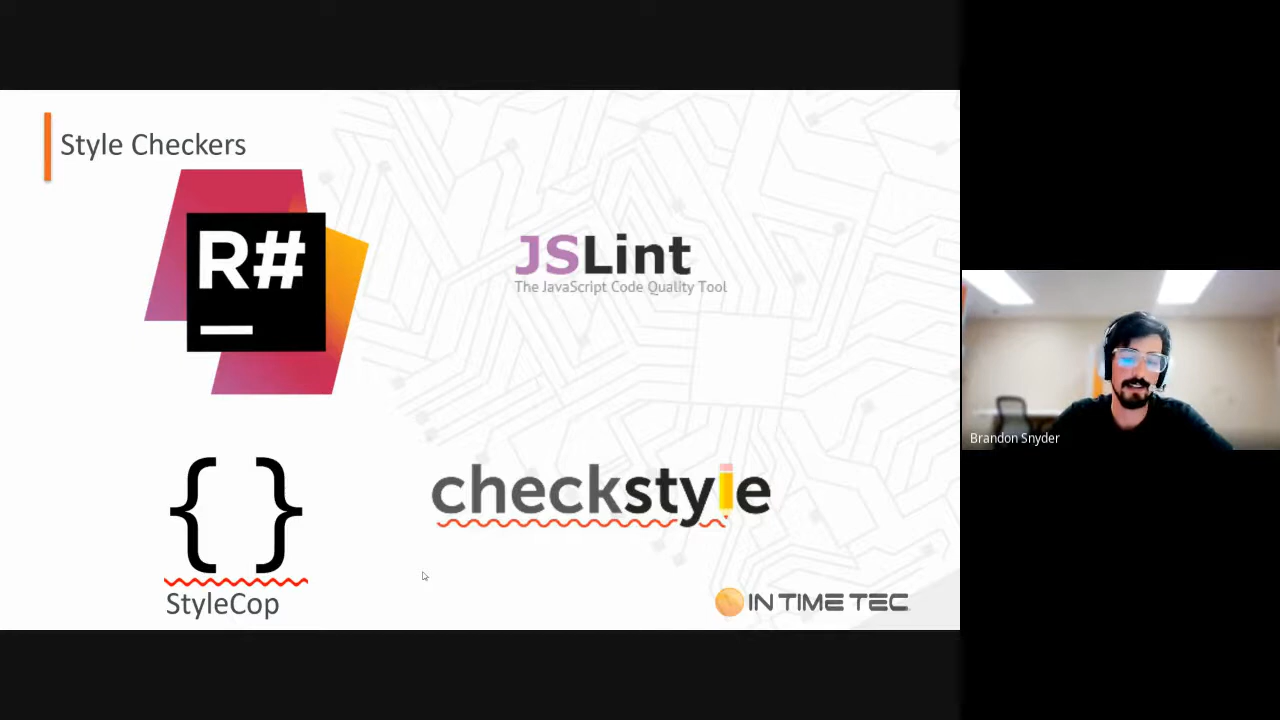 Style Checkers
R#
JSLint
The JavaScript Code Quality Tool
{ }
StyleCop
checkstyle
IN TIME TEC
Brandon Snyder